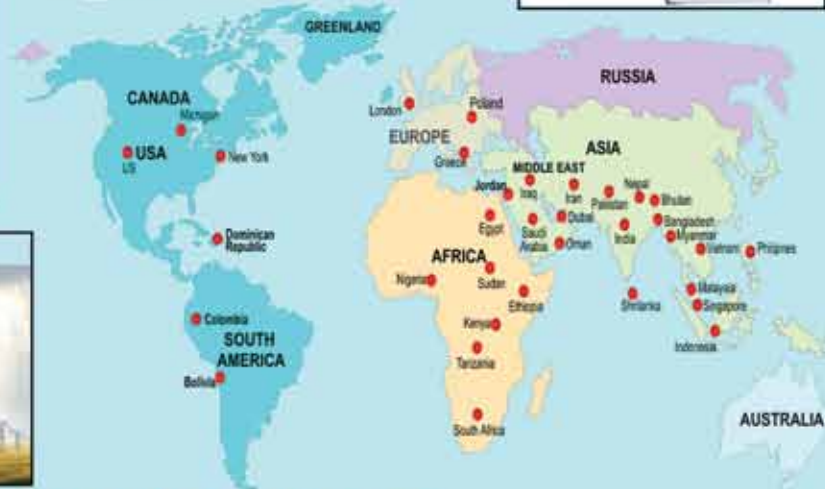 GREENLAND
CANADA
Michigan
USA
US
New York
Dominican
Republic
Colombia
SOUTH
AMERICA
Bolivia
RUSSIA
London
Poland
EUROPE
Greece
ASIA
MIDDLE EAST
Jordan
Iraq
Iran
Pakistan
Nepal
Bhutan
Bangladesh
Myanmar
Egypt
Saudi
Arabia
Dubai
Oman
India
Vietnam
Philipines
AFRICA
Nigeria
Sudan
Ethiopia
Kenya
Tanzania
South Africa
Shrilanka
Malaysia
Singapore
Indonesia
AUSTRALIA